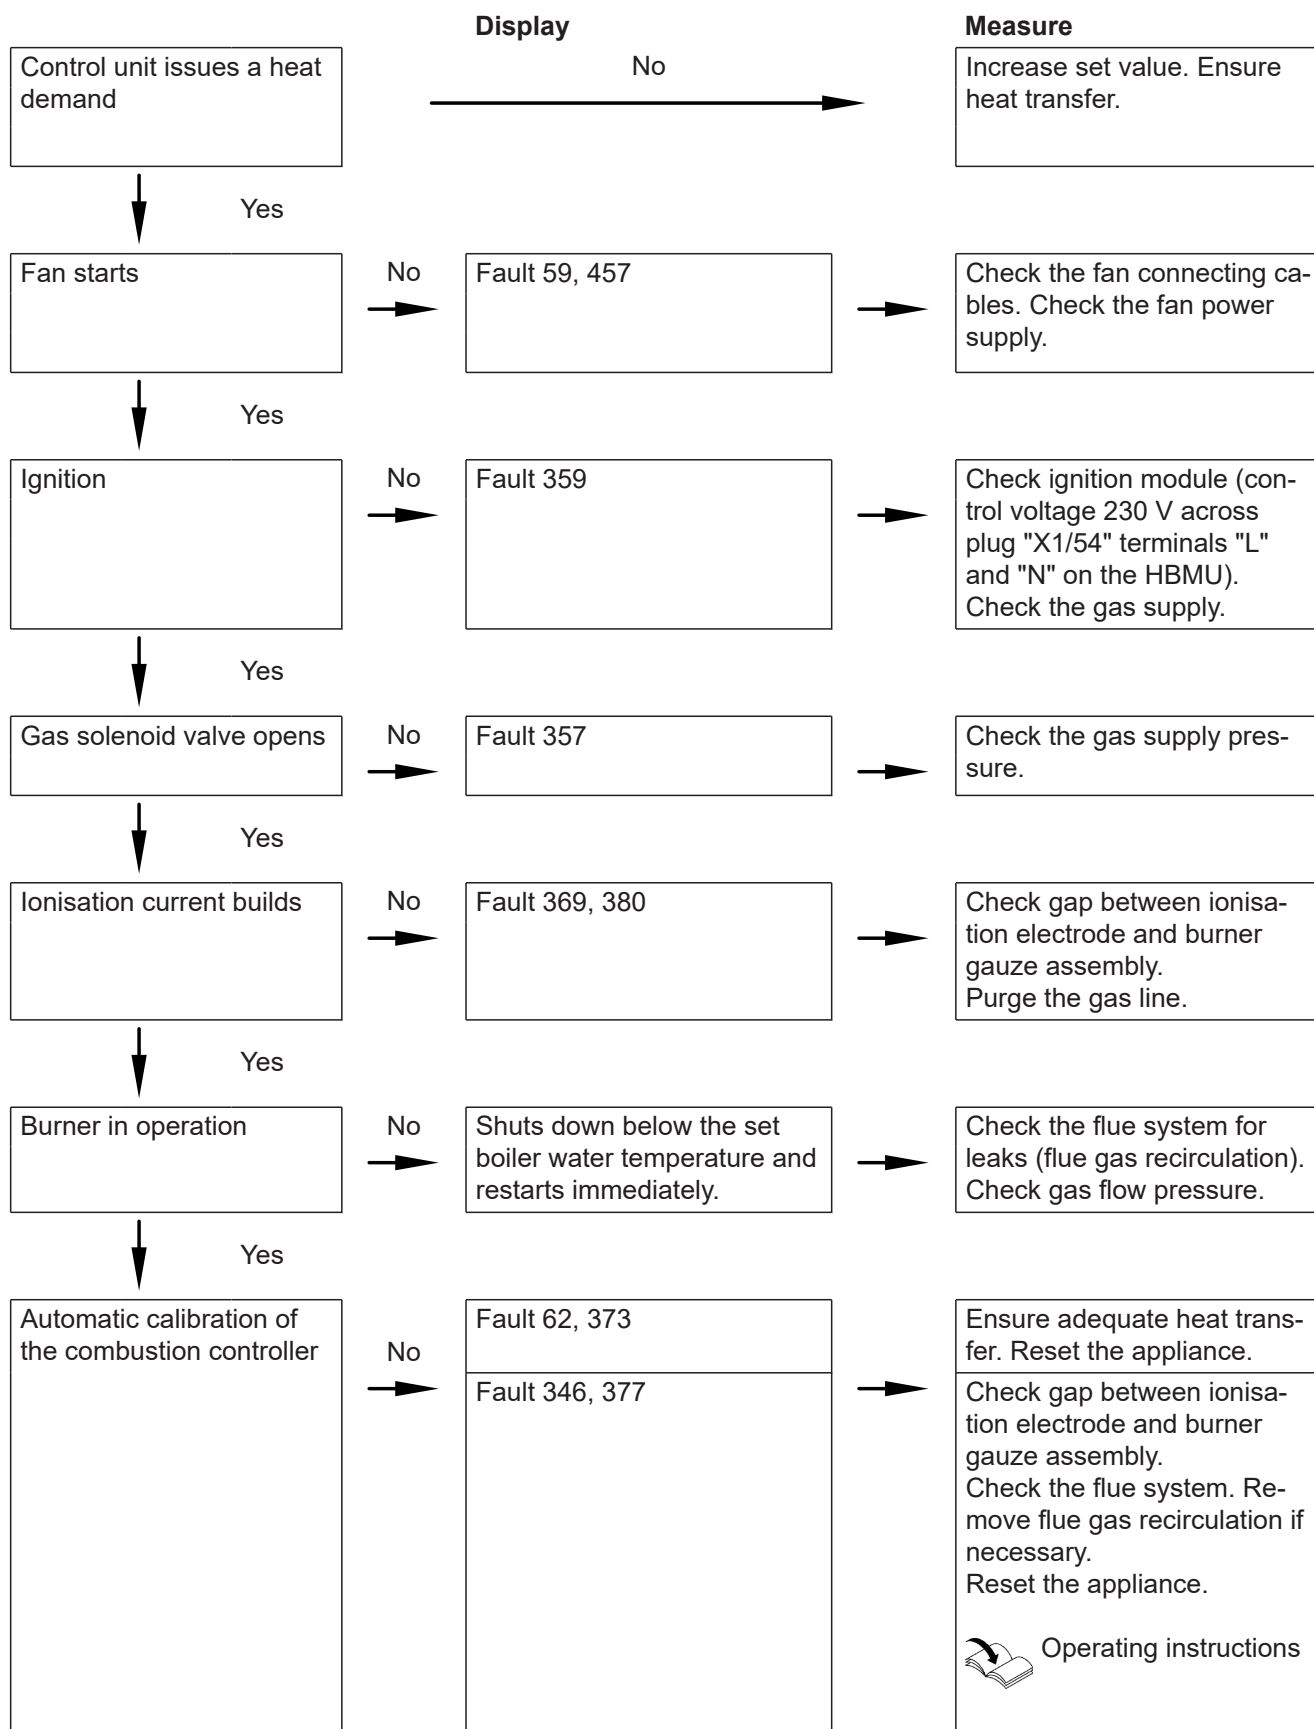 Display
Measure
Control unit issues a heat
demand
No
Increase set value. Ensure
heat transfer.
Yes
Fan starts
No
Fault 59, 457
Check the fan connecting ca-
bles. Check the fan power
supply.
Yes
Ignition
No
Fault 359
Check ignition module (con-
trol voltage 230 V across
plug "X1/54" terminals "L"
and "N" on the HBMU).
Check the gas supply.
Yes
Gas solenoid valve opens
No
Fault 357
Check the gas supply pres-
sure.
Yes
Ionisation current builds
No
Fault 369, 380
Check gap between ionisa-
tion electrode and burner
gauze assembly.
Purge the gas line.
Yes
Burner in operation
No
Shuts down below the set
boiler water temperature and
restarts immediately.
Check the flue system for
leaks (flue gas recirculation).
Check gas flow pressure.
Yes
Automatic calibration of
the combustion controller
No
Fault 62, 373
Ensure adequate heat trans-
fer. Reset the appliance.
Fault 346, 377
Check gap between ionisa-
tion electrode and burner
gauze assembly.
Check the flue system. Re-
move flue gas recirculation if
necessary.
Reset the appliance.
Operating instructions